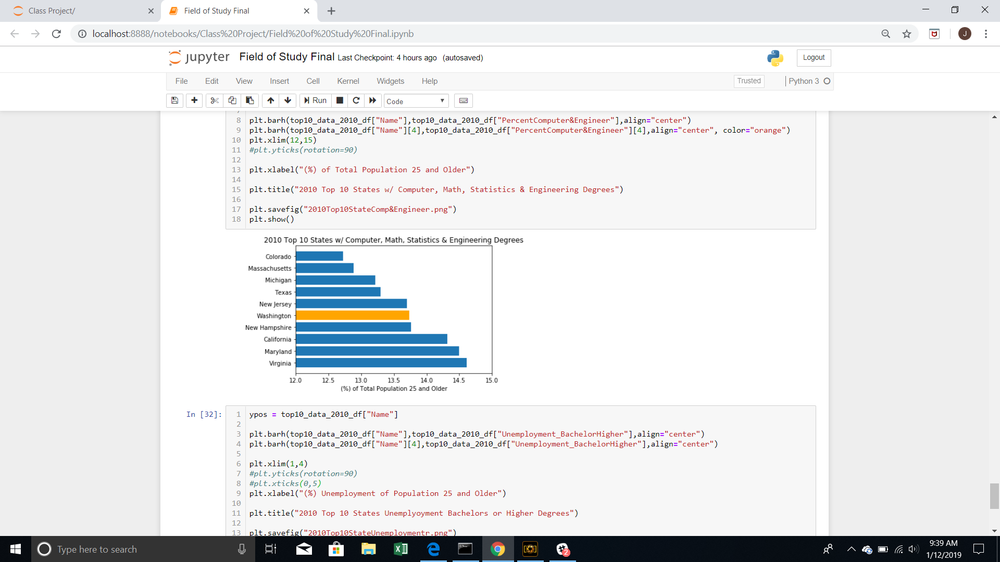 Class Project/
Field of Study Final
localhost:8888/notebooks/Class%20Project/Field%20of%20Study%20Final.ipynb
J
jupyter Field of Study Final Last Checkpoint: 4 hours ago (autosaved)
Logout
File Edit View Insert Cell Kernel Widgets Help
Trusted
Python 3
Run
Code
8 plt.barh(top10_data_2010_df["Name"],top10_data_2010_df["PercentComputer&Engineer"],align="center")
9 plt.barh(top10_data_2010_df["Name"][4],top10_data_2010_df["PercentComputer&Engineer"][4],align="center", color="orange")
10 plt.xlim(12,15)
11 #plt.yticks(rotation=90)
12
13 plt.xlabel("(%) of Total Population 25 and Older")
14
15 plt.title("2010 Top 10 States w/ Computer, Math, Statistics & Engineering Degrees")
16
17 plt.savefig("2010Top10StateComp&Engineer.png")
18 plt.show()
2010 Top 10 States w/ Computer, Math, Statistics & Engineering Degrees
Colorado
Massachusetts
Michigan
Texas
New Jersey
Washington
New Hampshire
California
Maryland
Virginia
12.0 12.5 13.0 13.5 14.0 14.5 15.0
(%) of Total Population 25 and Older
In [32]:
1 ypos = top10_data_2010_df["Name"]
2
3 plt.barh(top10_data_2010_df["Name"],top10_data_2010_df["Unemployment_BachelorHigher"],align="center")
4 plt.barh(top10_data_2010_df["Name"][4],top10_data_2010_df["Unemployment_BachelorHigher"],align="center")
5
6 plt.xlim(1,4)
7 #plt.yticks(rotation=90)
8 #plt.xticks(0,5)
9 plt.xlabel("(%) Unemployment of Population 25 and Older")
10
11 plt.title("2010 Top 10 States Unemplyoyment Bachelors or Higher Degrees")
12
13 plt.savefig("2010Top10StateUnemploymentr.png")
Type here to search
2
9:39 AM
1/12/2019